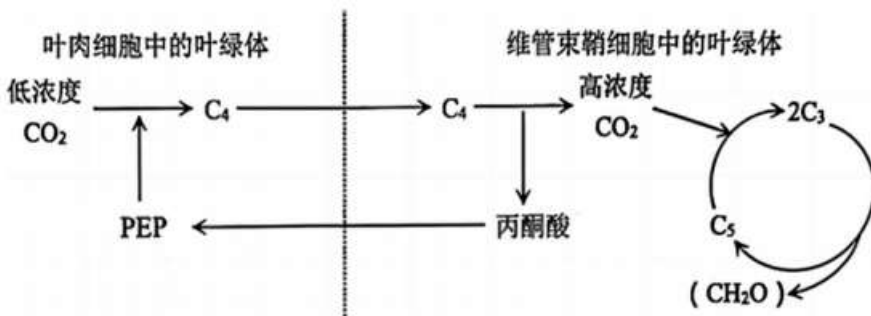 叶肉细胞中的叶绿体
维管束鞘细胞中的叶绿体
低浓度
CO₂
C₄
C₄
高浓度
CO₂
2C₃
PEP
丙酮酸
C₅
（CH₂O）